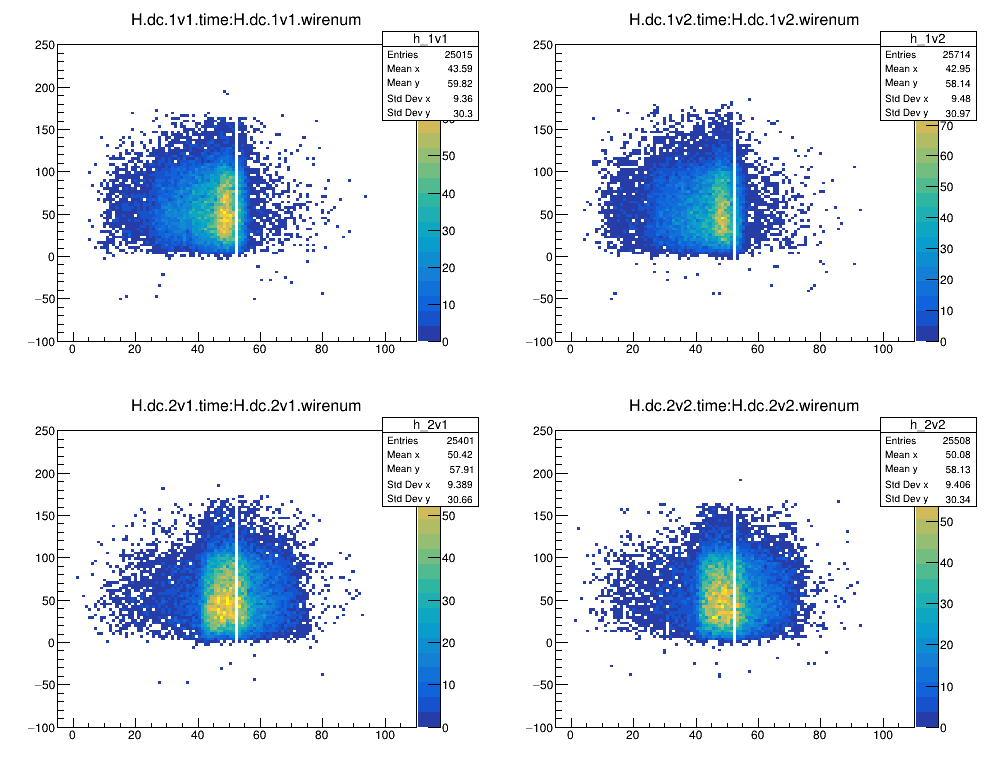 H.dc.1v1.time:H.dc.1v1.wirenum
h_1v1
Entries 25015
Mean x 43.59
Mean y 59.82
Std Dev x 9.36
Std Dev y 30.3
250
200
150
100
50
0
−50
−100
0 20 40 60 80 100
50
40
30
20
10
0
H.dc.1v2.time:H.dc.1v2.wirenum
h_1v2
Entries 25714
Mean x 42.95
Mean y 58.14
Std Dev x 9.48
Std Dev y 30.97
250
200
150
100
50
0
−50
−100
0 20 40 60 80 100
70
60
50
40
30
20
10
0
H.dc.2v1.time:H.dc.2v1.wirenum
h_2v1
Entries 25401
Mean x 50.42
Mean y 57.91
Std Dev x 9.389
Std Dev y 30.66
250
200
150
100
50
0
−50
−100
0 20 40 60 80 100
50
40
30
20
10
0
H.dc.2v2.time:H.dc.2v2.wirenum
h_2v2
Entries 25508
Mean x 50.08
Mean y 58.13
Std Dev x 9.406
Std Dev y 30.34
250
200
150
100
50
0
−50
−100
0 20 40 60 80 100
50
40
30
20
10
0